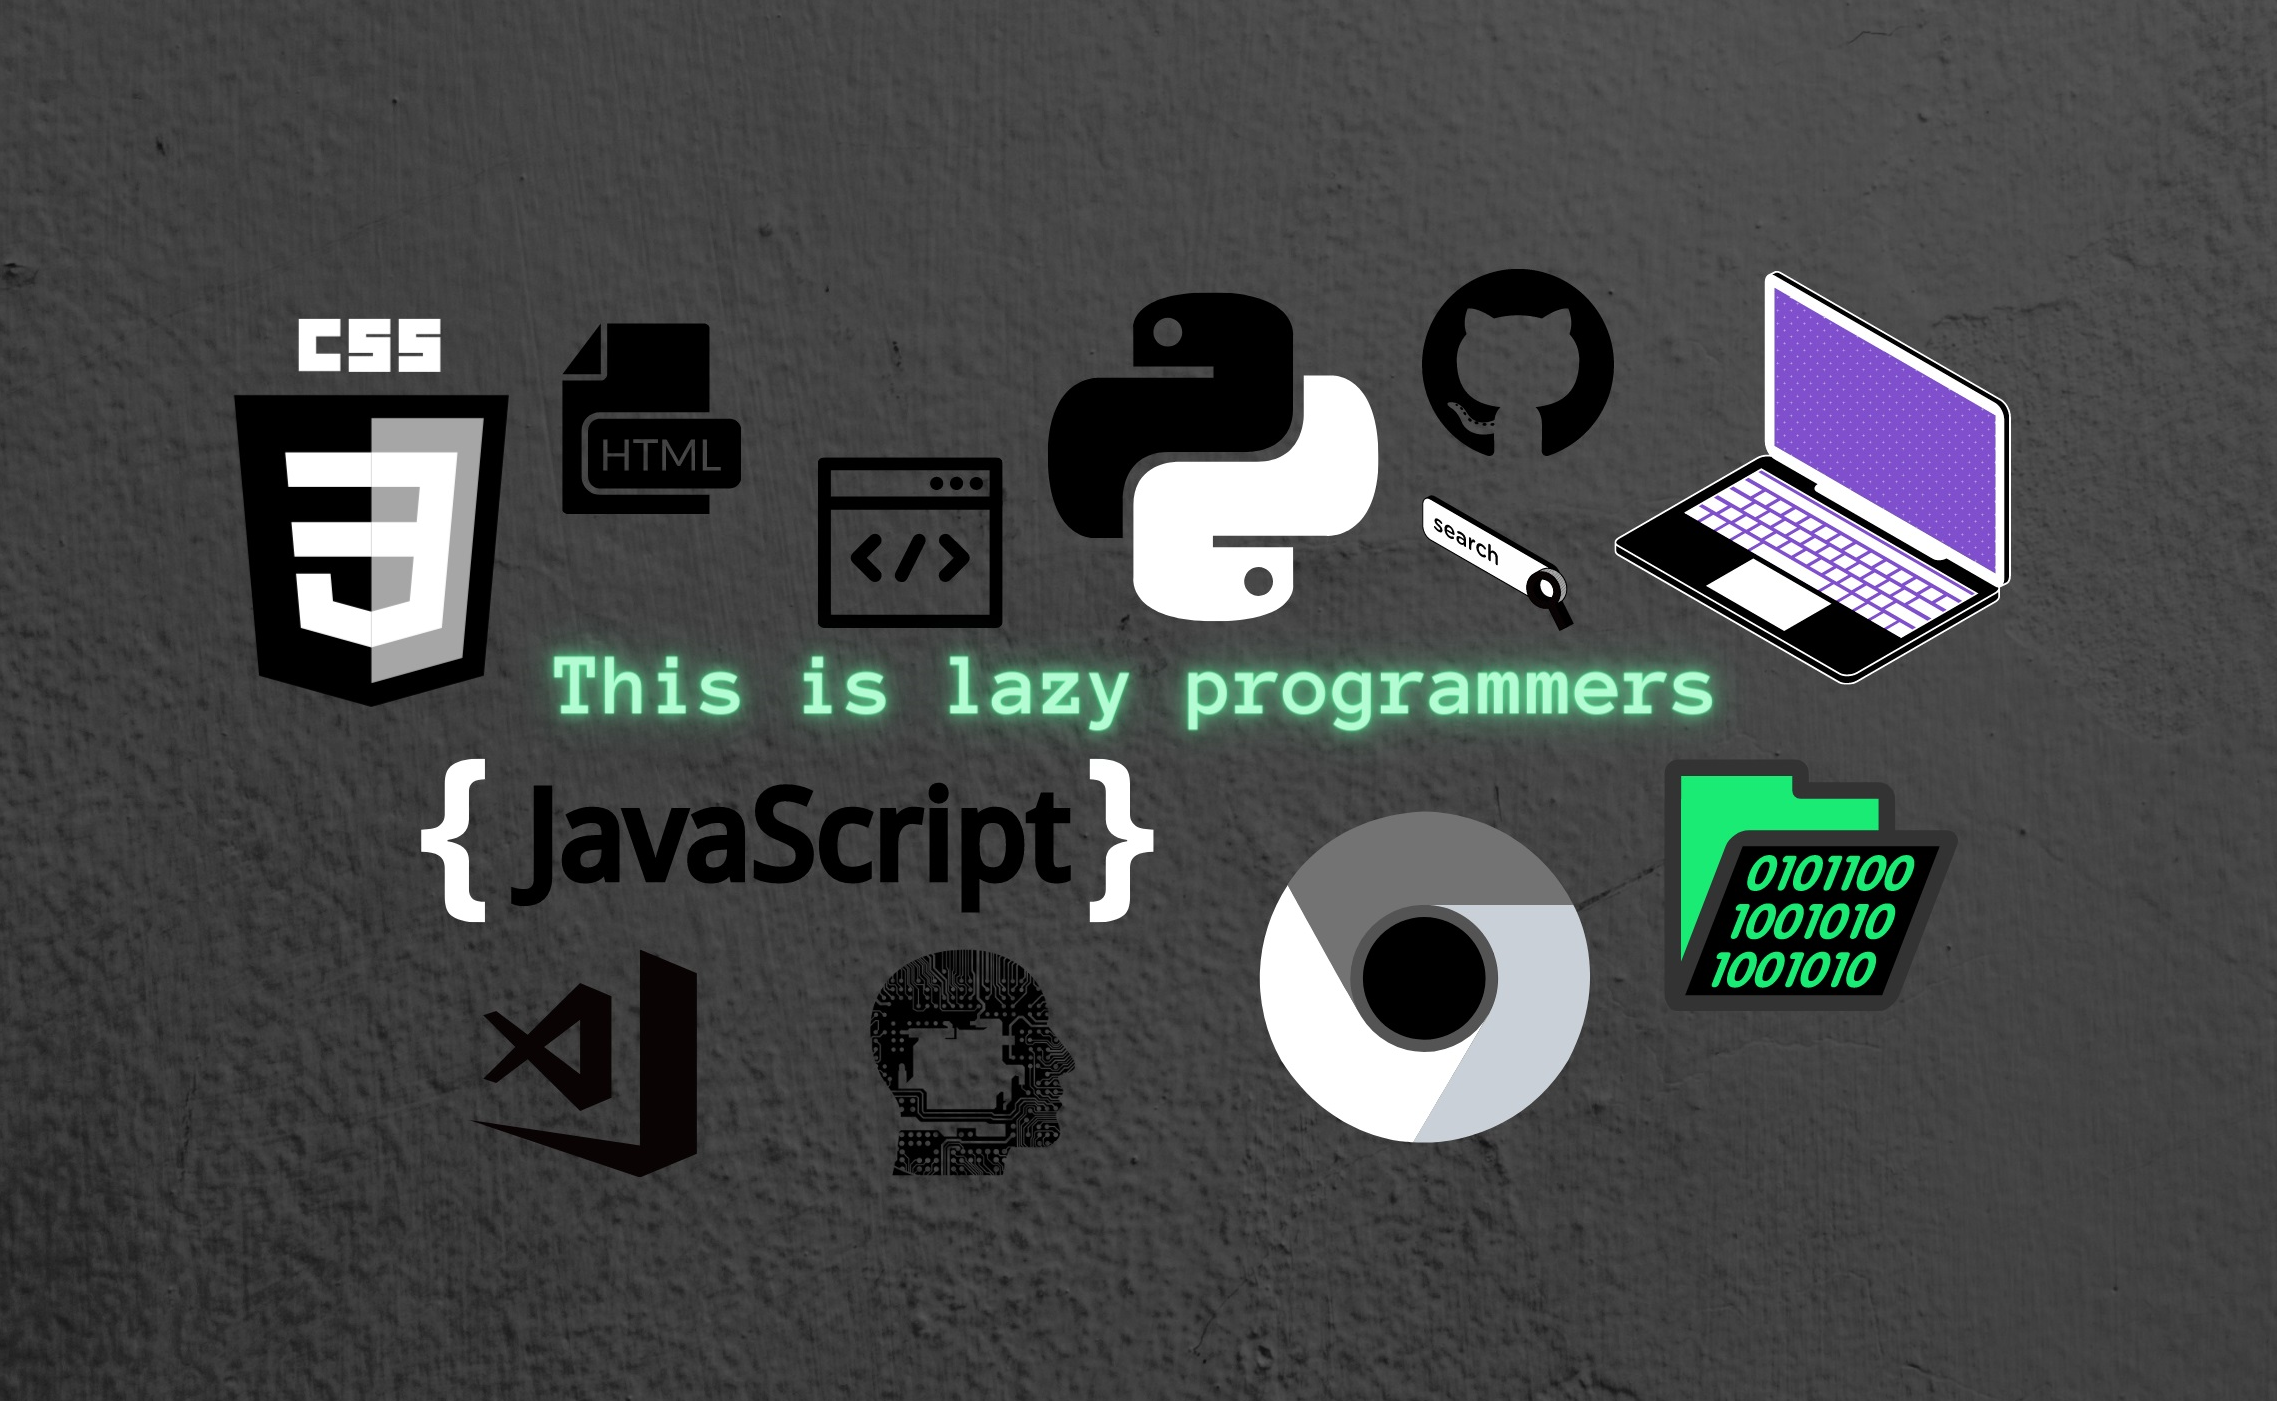 CSS
HTML
</>
search
This is lazy programmers
{ JavaScript }
0101100
1001010
1001010